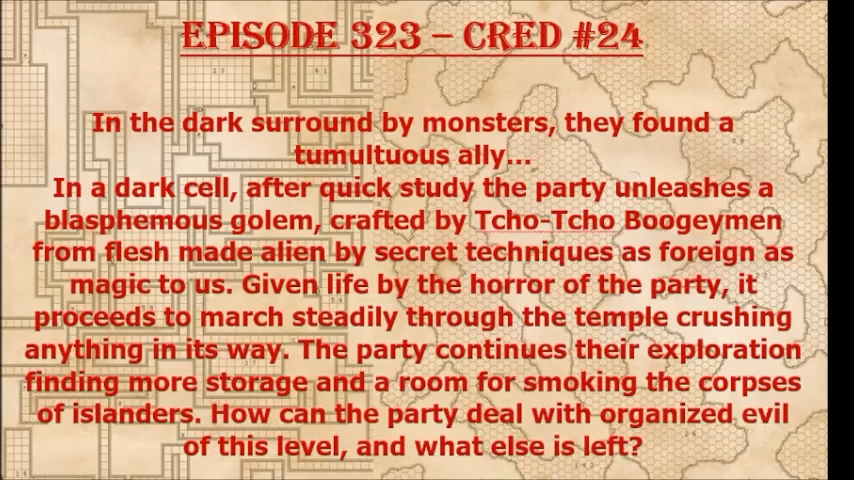 EPISODE 323 – CRED #24
In the dark surround by monsters, they found a
tumultuous ally...
In a dark cell, after quick study the party unleashes a
blasphemous golem, crafted by Tcho-Tcho Boogeymen
from flesh made alien by secret techniques as foreign as
magic to us. Given life by the horror of the party, it
proceeds to march steadily through the temple crushing
anything in its way. The party continues their exploration
finding more storage and a room for smoking the corpses
of islanders. How can the party deal with organized evil
of this level, and what else is left?